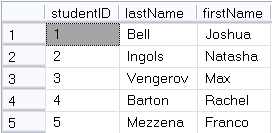 studentID lastName firstName
1 1 Bell Joshua
2 2 Ingols Natasha
3 3 Vengerov Max
4 4 Barton Rachel
5 5 Mezzena Franco